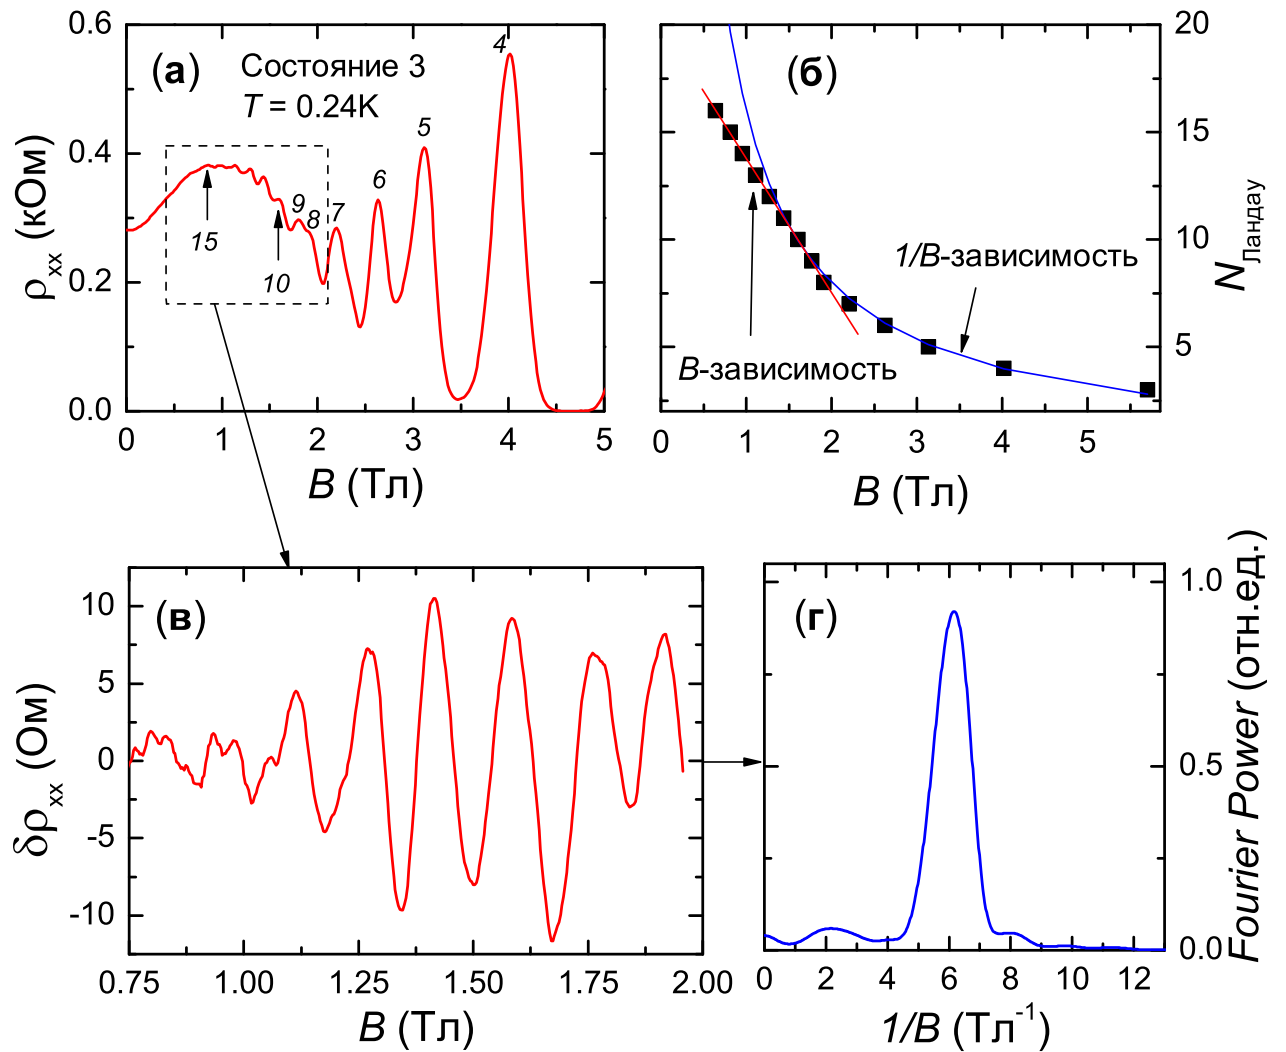 (а)
Состояние 3
T = 0.24K
4
5
6
7
8
9
10
15
0.6
0.4
0.2
0.0
ρxx (кОм)
0 1 2 3 4 5
B (Тл)
(б)
1/B-зависимость
B-зависимость
20
15
10
5
NЛандау
0 1 2 3 4 5
B (Тл)
(в)
10
5
0
-5
-10
δρxx (Ом)
0.75 1.00 1.25 1.50 1.75 2.00
B (Тл)
(г)
1.0
0.5
0.0
Fourier Power (отн.ед.)
0 2 4 6 8 10 12
1/B (Тл-1)